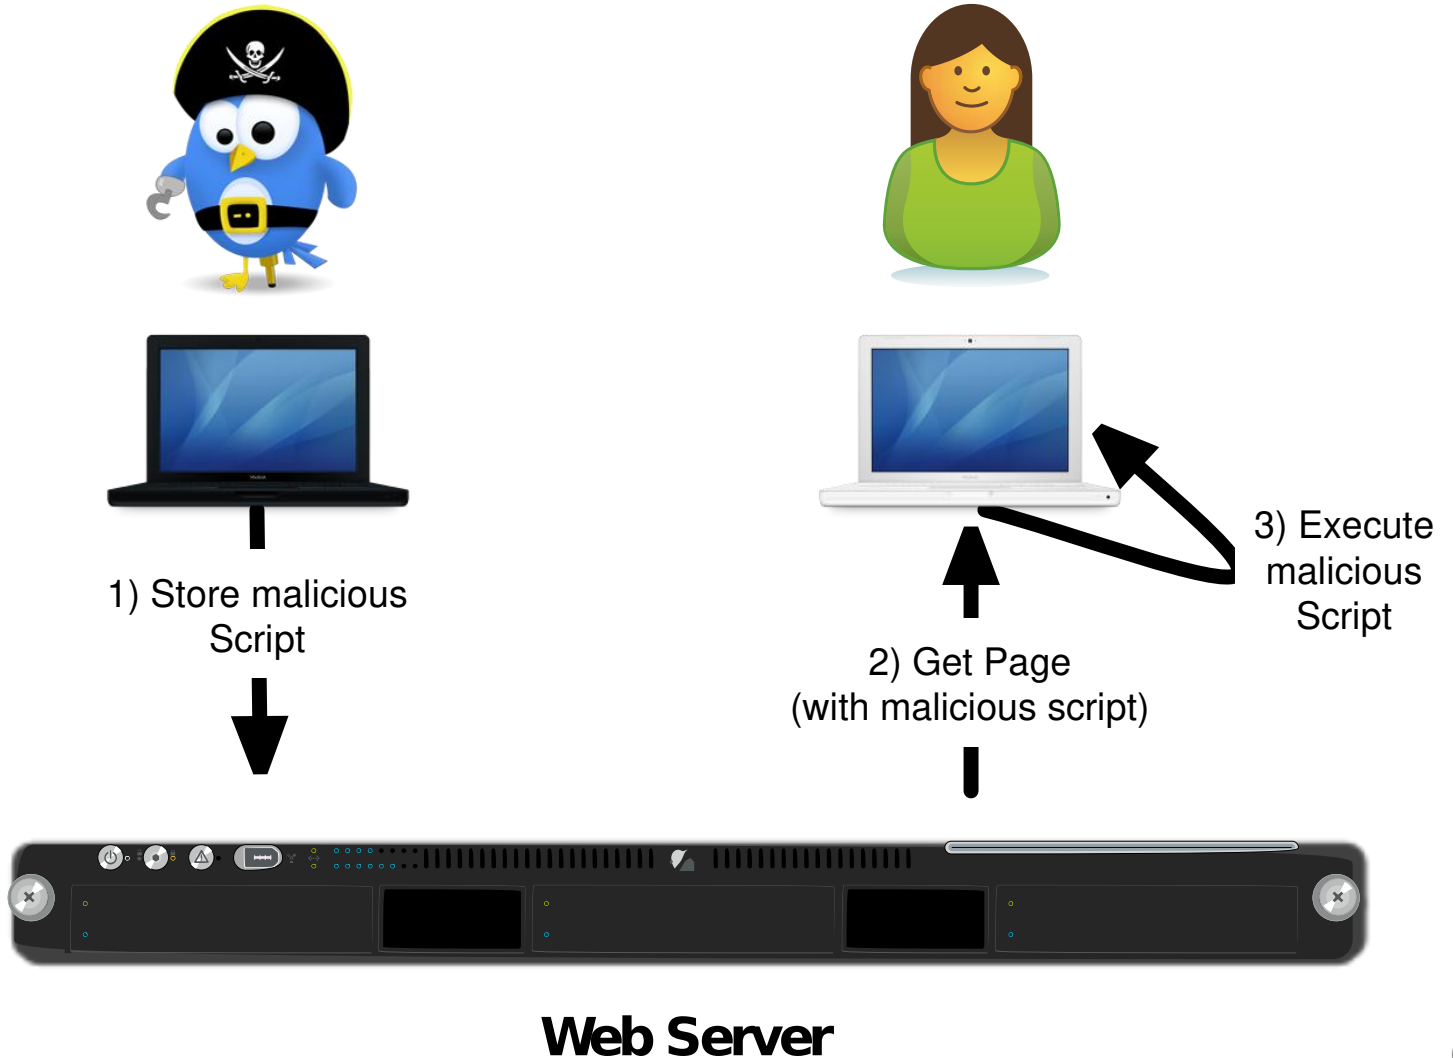 1) Store malicious
Script
2) Get Page
(with malicious script)
3) Execute
malicious
Script
Web Server